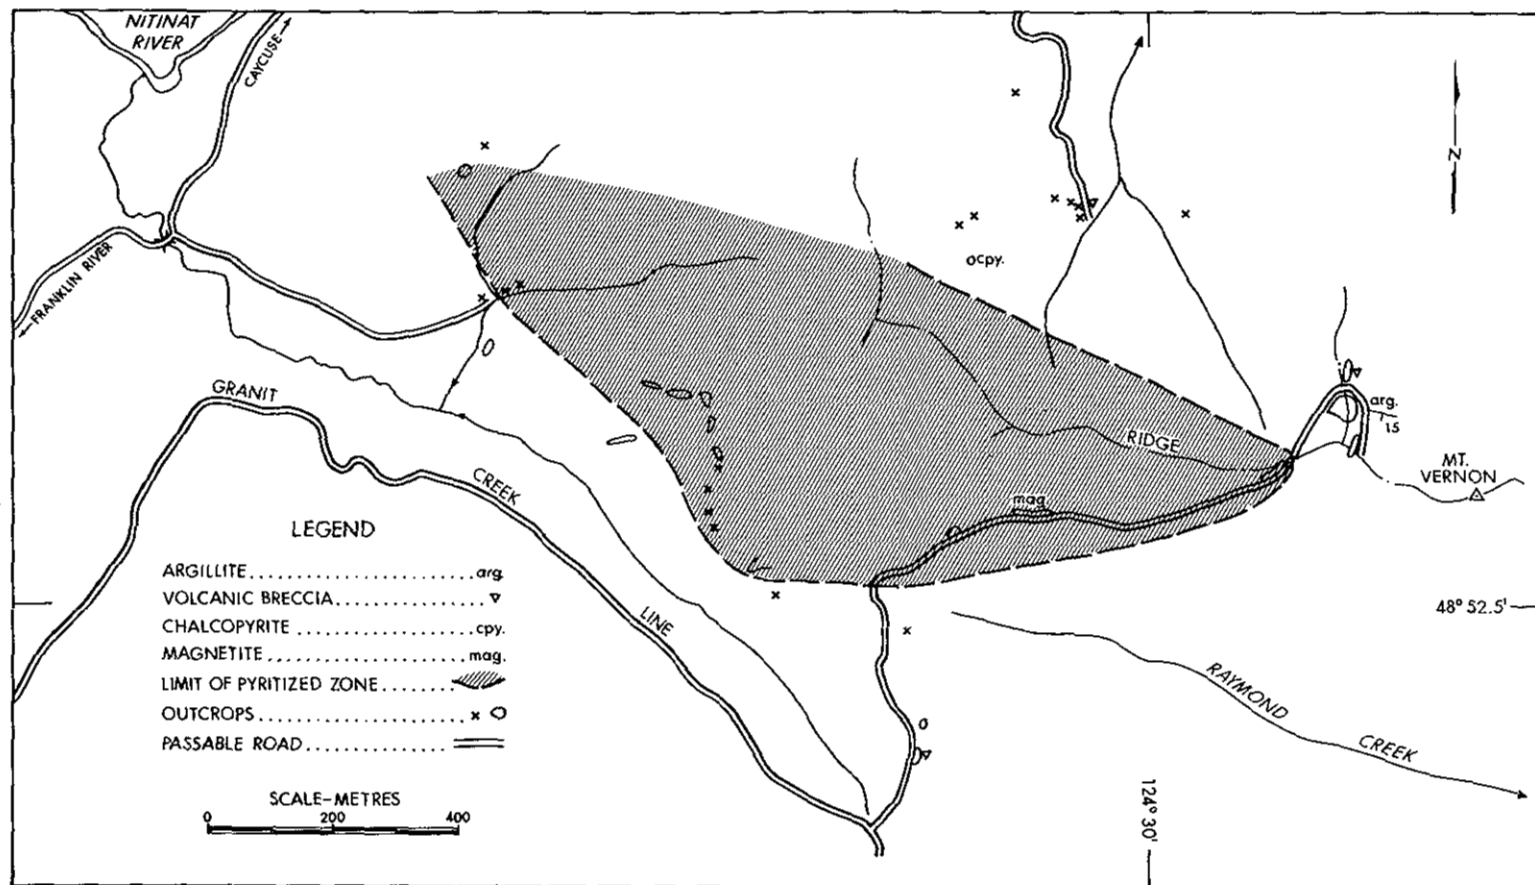 NITINAT
RIVER
CAYCUSE
N
FRANKLIN RIVER
cpy.
GRANIT
CREEK
LINE
RIDGE
mag.
arg.
15
MT.
VERNON
LEGEND
ARGILLITE........................arg.
VOLCANIC BRECCIA................
CHALCOPYRITE....................cpy.
MAGNETITE.......................mag.
LIMIT OF PYRITIZED ZONE........
OUTCROPS........................x
PASSABLE ROAD..................
48° 52.5'
RAYMOND
CREEK
124° 30'
SCALE-METRES
0 200 400